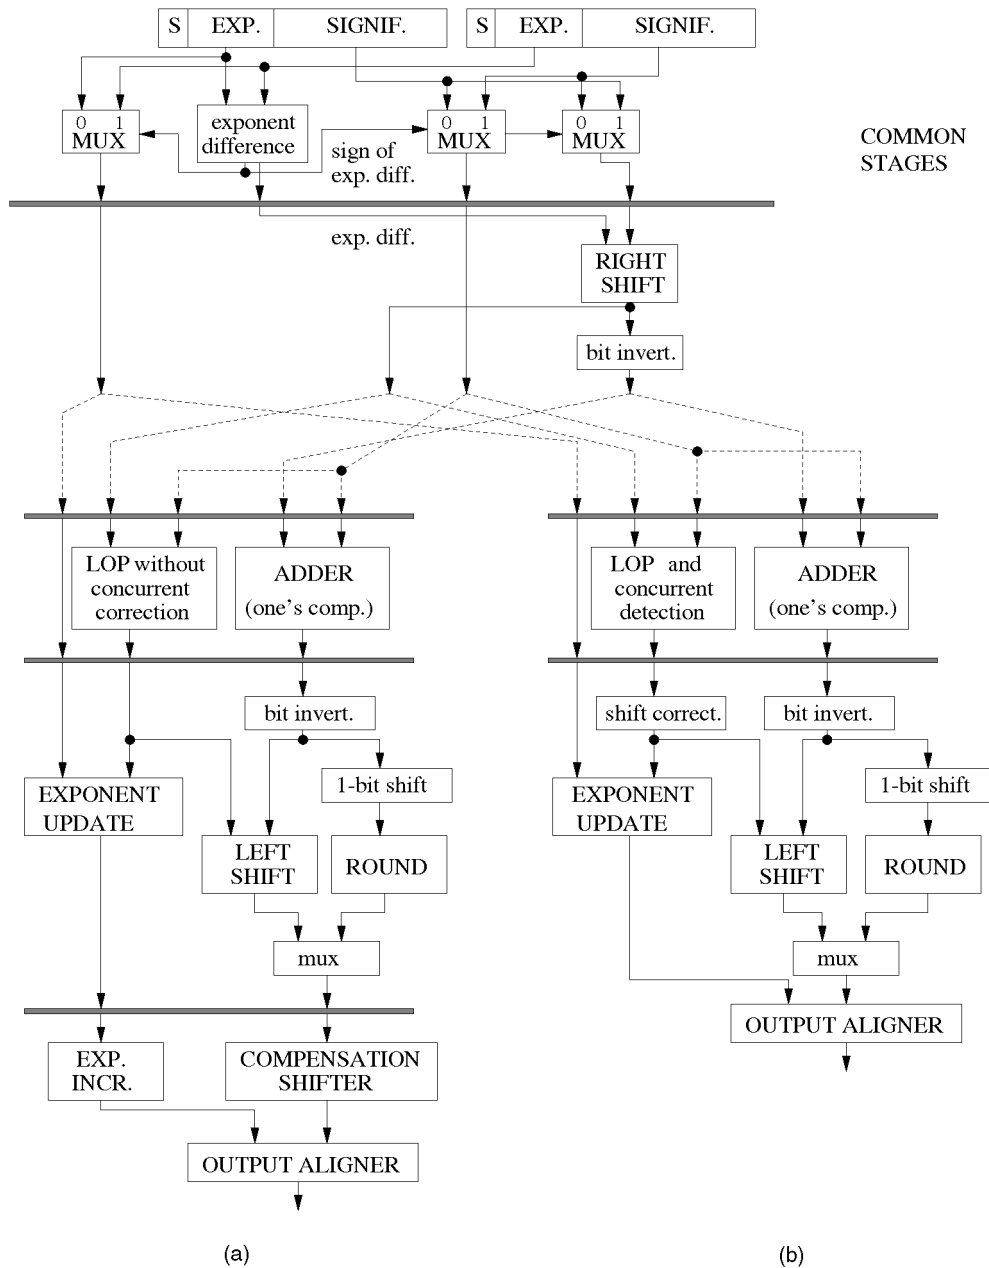 S EXP. SIGNIF. S EXP. SIGNIF.
0 1
MUX
exponent
difference
0 1
MUX
0 1
MUX
sign of
exp. diff.
COMMON
STAGES
exp. diff.
RIGHT
SHIFT
bit invert.
LOP without
concurrent
correction
ADDER
(one's comp.)
LOP and
concurrent
detection
ADDER
(one's comp.)
bit invert.
shift correct.
bit invert.
EXPONENT
UPDATE
1-bit shift
EXPONENT
UPDATE
1-bit shift
LEFT
SHIFT
ROUND
LEFT
SHIFT
ROUND
mux
mux
OUTPUT ALIGNER
EXP.
INCR.
COMPENSATION
SHIFTER
OUTPUT ALIGNER
(a)
(b)